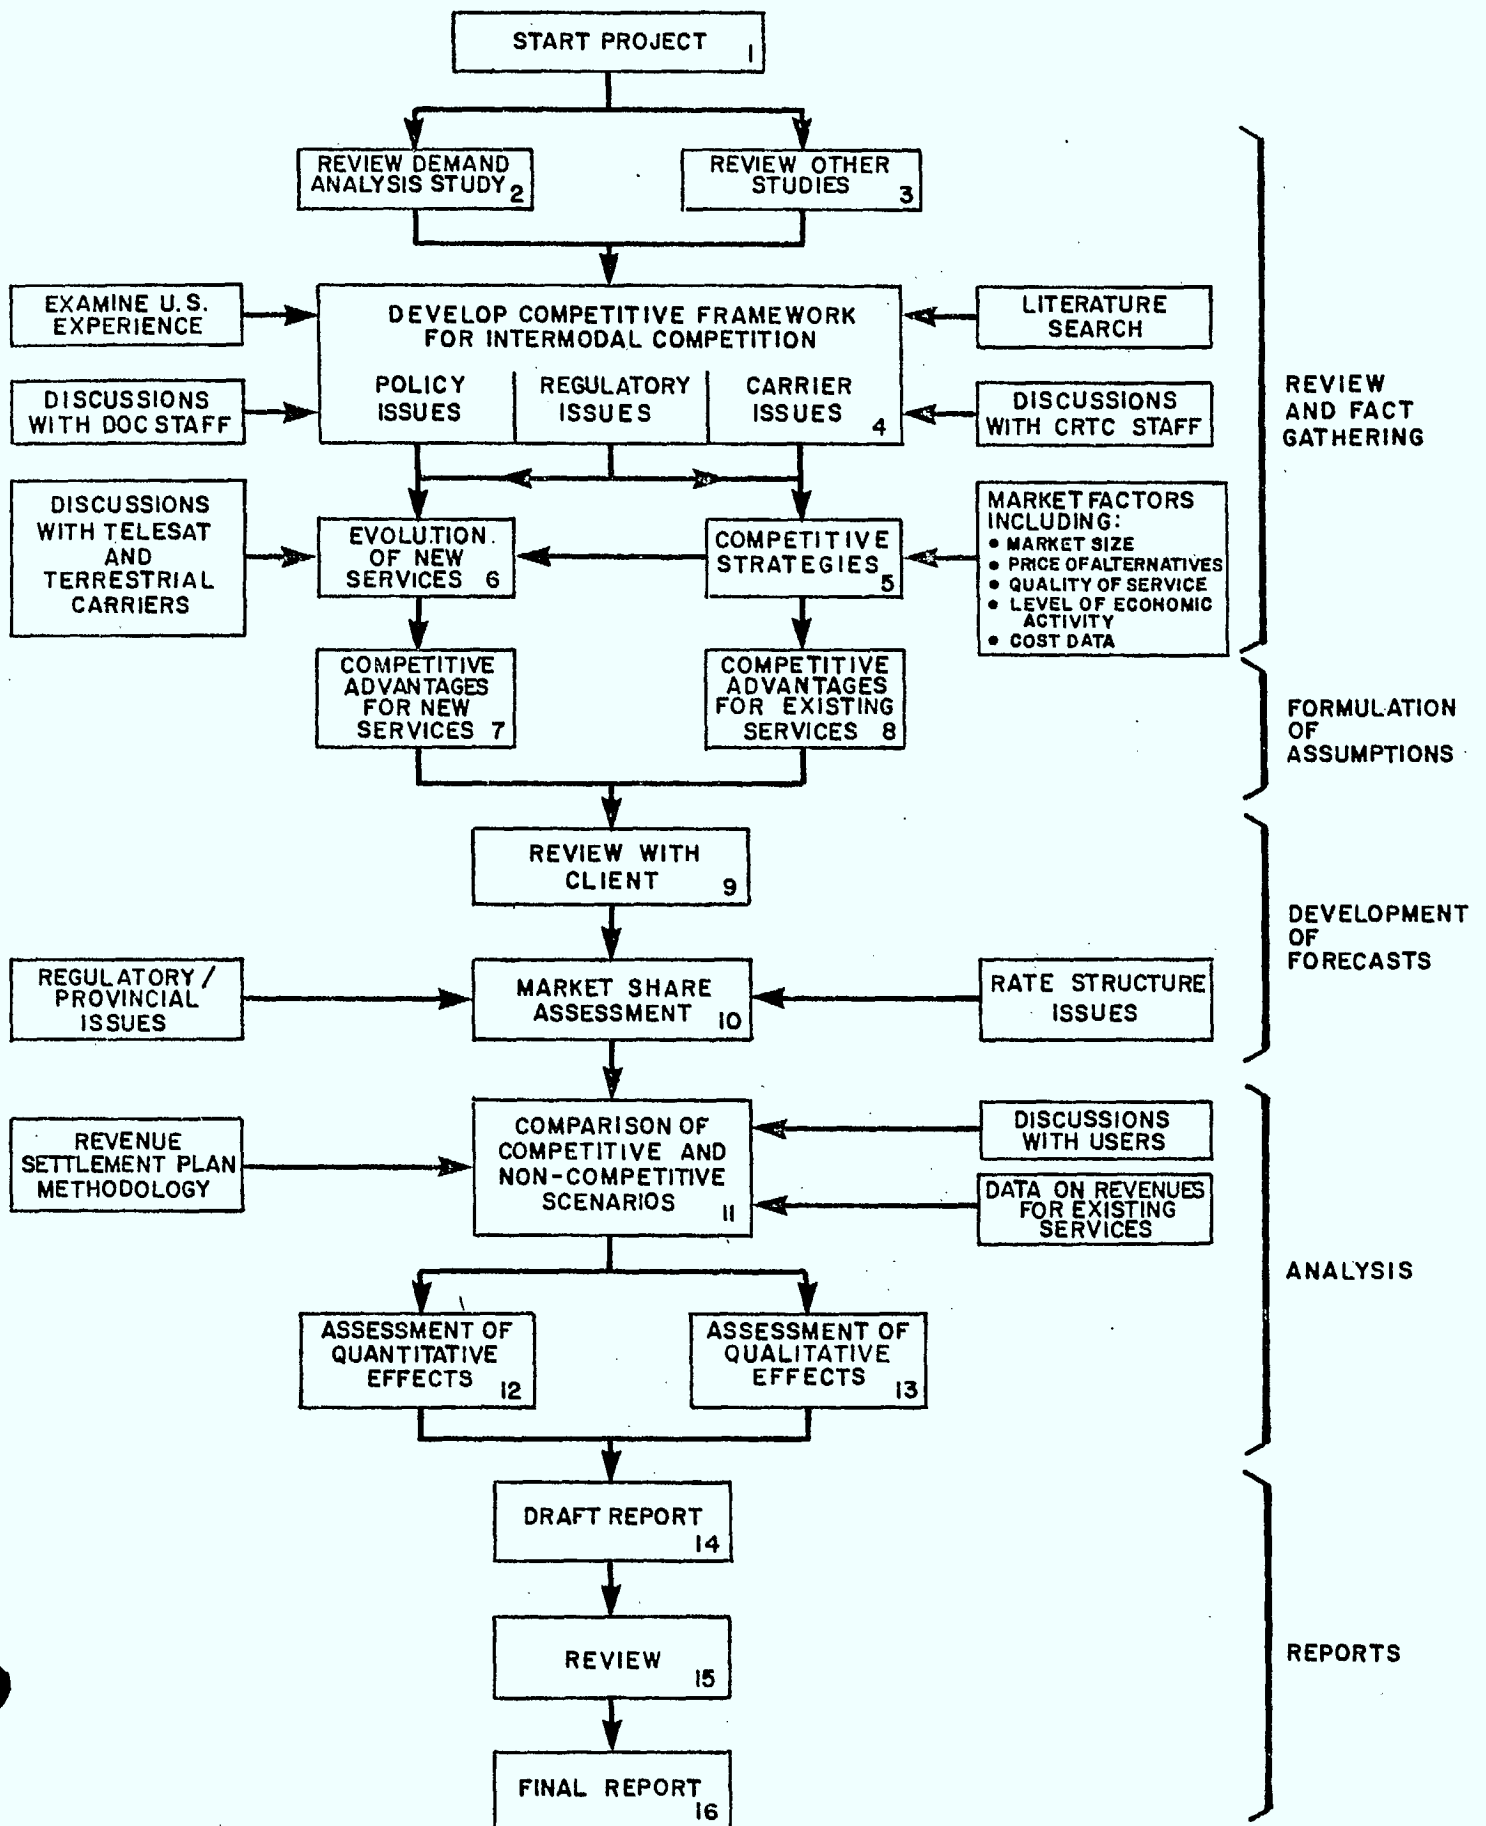 START PROJECT
1
REVIEW DEMAND
ANALYSIS STUDY 2
REVIEW OTHER
STUDIES 3
EXAMINE U.S.
EXPERIENCE
DEVELOP COMPETITIVE FRAMEWORK
FOR INTERMODAL COMPETITION
POLICY
ISSUES
REGULATORY
ISSUES
CARRIER
ISSUES
4
LITERATURE
SEARCH
DISCUSSIONS
WITH DOC STAFF
DISCUSSIONS
WITH CRTC STAFF
REVIEW
AND FACT
GATHERING
DISCUSSIONS
WITH TELESAT
AND
TERRESTRIAL
CARRIERS
EVOLUTION
OF NEW
SERVICES 6
COMPETITIVE
STRATEGIES
5
MARKET FACTORS
INCLUDING:
• MARKET SIZE
• PRICE OF ALTERNATIVES
• QUALITY OF SERVICE
• LEVEL OF ECONOMIC
ACTIVITY
• COST DATA
COMPETITIVE
ADVANTAGES
FOR NEW
SERVICES 7
COMPETITIVE
ADVANTAGES
FOR EXISTING
SERVICES 8
FORMULATION
OF
ASSUMPTIONS
REVIEW WITH
CLIENT 9
DEVELOPMENT
OF
FORECASTS
REGULATORY /
PROVINCIAL
ISSUES
MARKET SHARE
ASSESSMENT 10
RATE STRUCTURE
ISSUES
REVENUE
SETTLEMENT PLAN
METHODOLOGY
COMPARISON OF
COMPETITIVE AND
NON-COMPETITIVE
SCENARIOS 11
DISCUSSIONS
WITH USERS
DATA ON REVENUES
FOR EXISTING
SERVICES
ANALYSIS
ASSESSMENT OF
QUANTITATIVE
EFFECTS 12
ASSESSMENT OF
QUALITATIVE
EFFECTS 13
DRAFT REPORT
14
REVIEW
15
REPORTS
FINAL REPORT
16